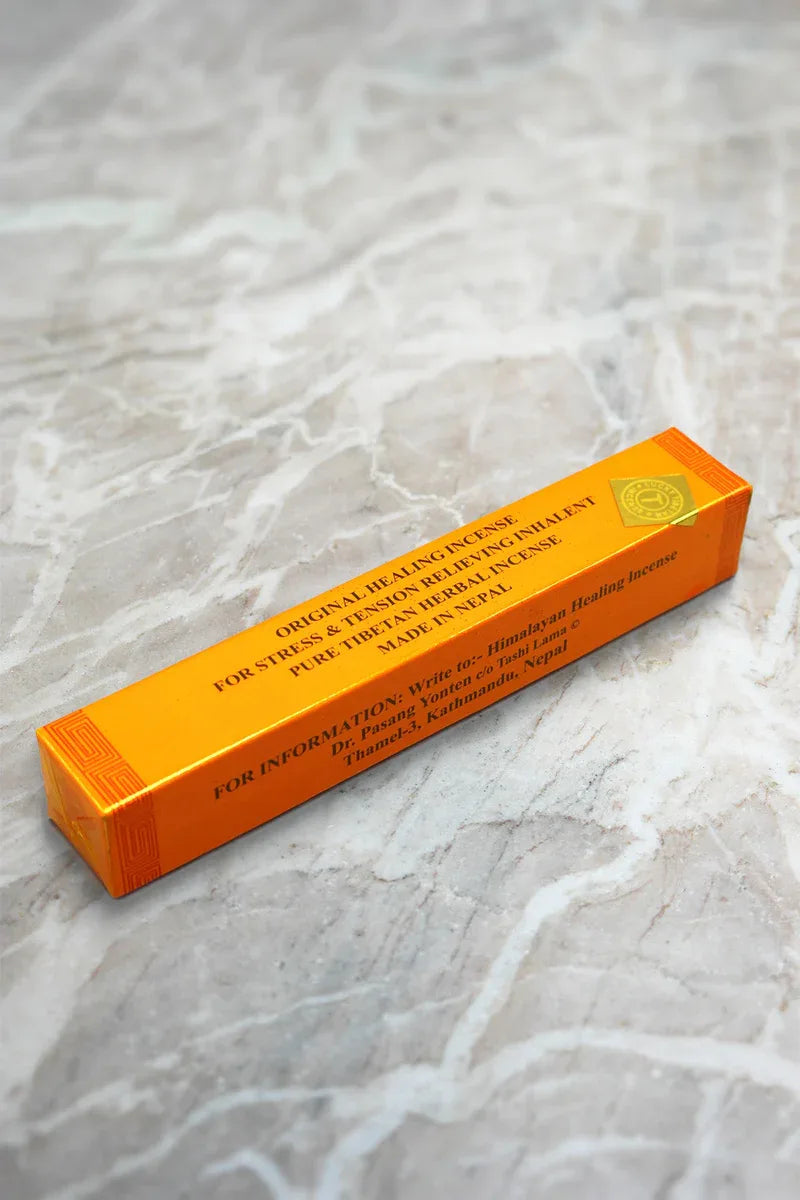 ORIGINAL HEALING INCENSE
FOR STRESS & TENSION RELIEVING INHALENT
PURE TIBETAN HERBAL INCENSE
MADE IN NEPAL
FOR INFORMATION: Write to:- Himalayan Healing Incense
Dr. Pasang Yonten c/o Tashi Lama ©
Thamel-3, Kathmandu, Nepal